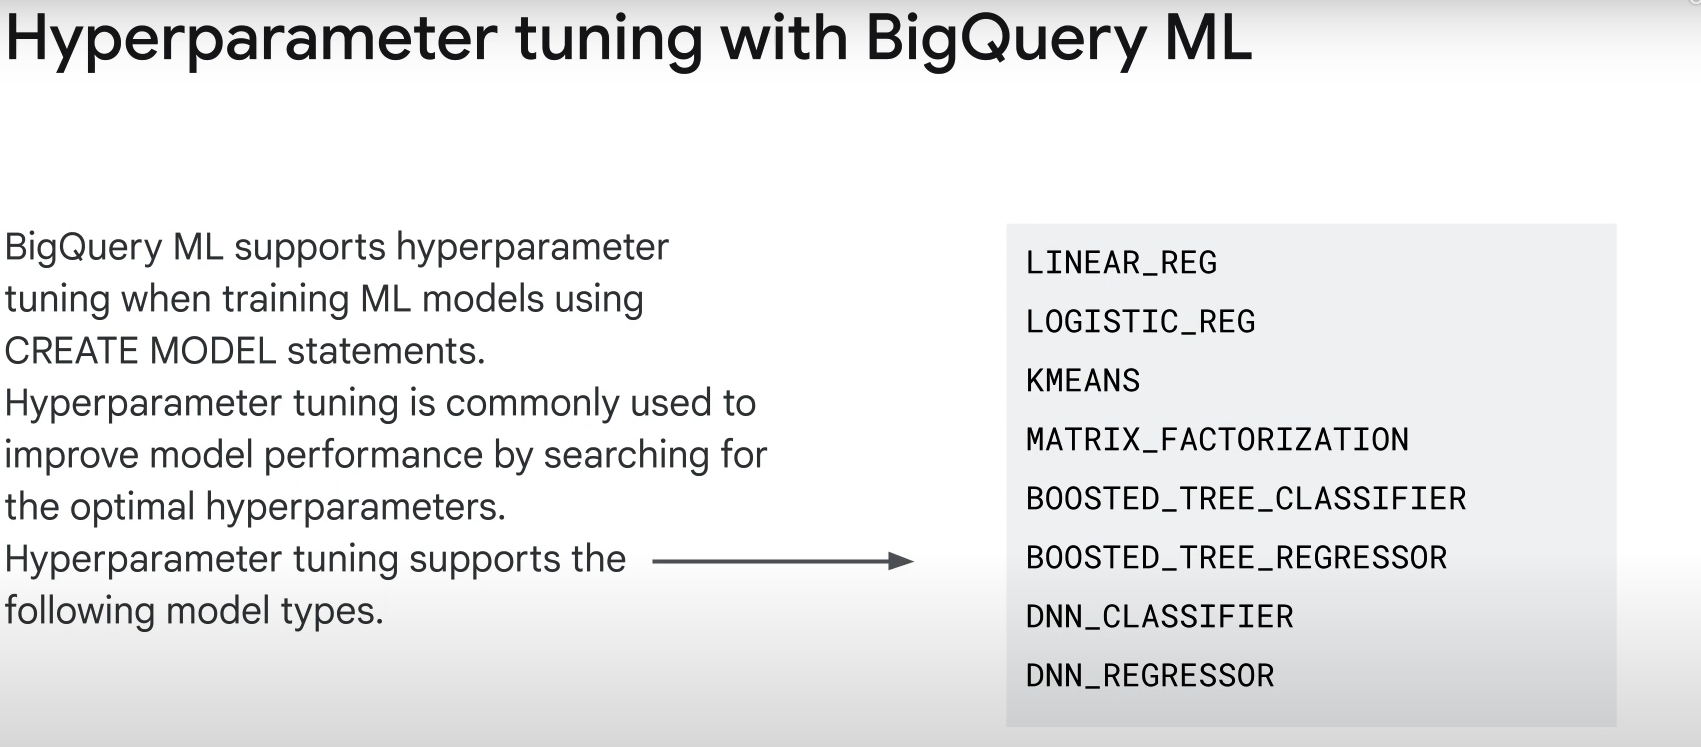 Hyperparameter tuning with BigQuery ML
BigQuery ML supports hyperparameter
tuning when training ML models using
CREATE MODEL statements.
Hyperparameter tuning is commonly used to
improve model performance by searching for
the optimal hyperparameters.
Hyperparameter tuning supports the
following model types.
LINEAR_REG
LOGISTIC_REG
KMEANS
MATRIX_FACTORIZATION
BOOSTED_TREE_CLASSIFIER
BOOSTED_TREE_REGRESSOR
DNN_CLASSIFIER
DNN_REGRESSOR